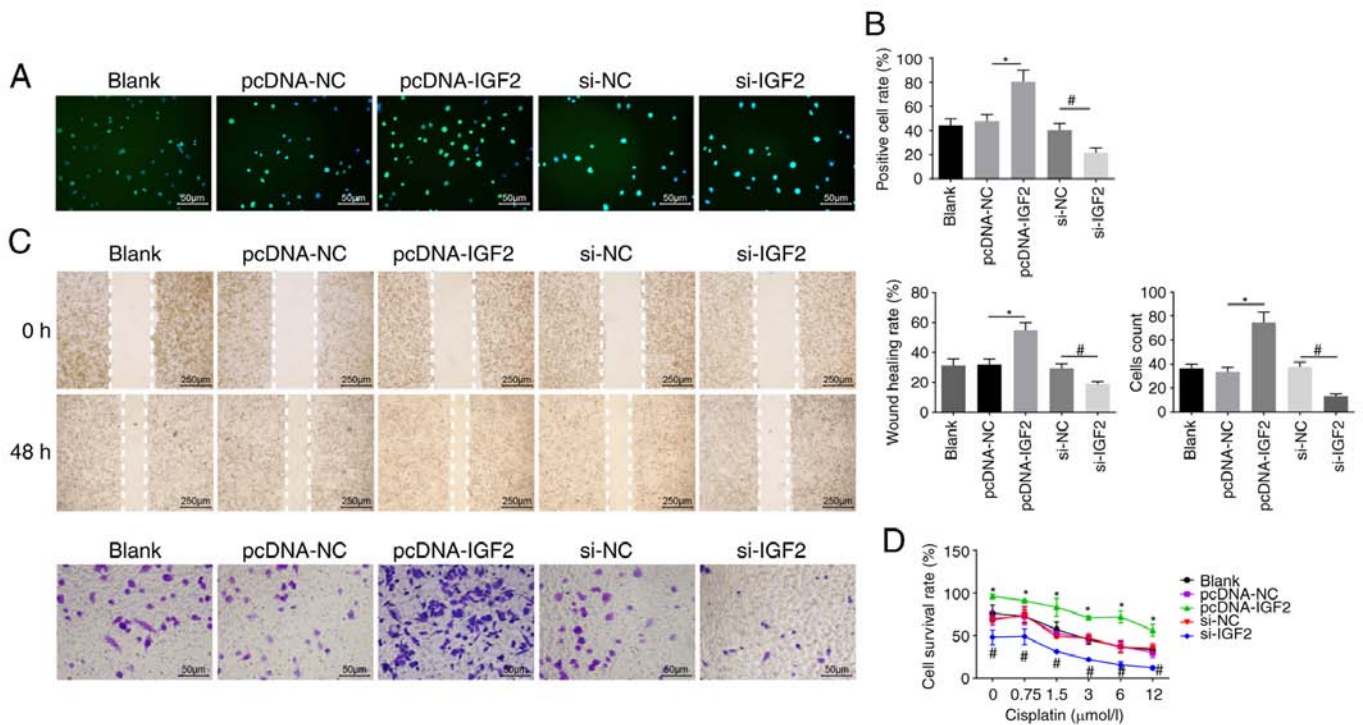 A
Blank pcDNA-NC pcDNA-IGF2 si-NC si-IGF2
50µm 50µm 50µm 50µm 50µm
B
Positive cell rate (%)
100
80
60
40
20
0
*
#
Blank
pcDNA-NC
pcDNA-IGF2
si-NC
si-IGF2
C
Blank pcDNA-NC pcDNA-IGF2 si-NC si-IGF2
0 h
250µm 250µm 250µm 250µm 250µm
48 h
250µm 250µm 250µm 250µm 250µm
Wound healing rate (%)
80
60
40
20
0
*
#
Blank
pcDNA-NC
pcDNA-IGF2
si-NC
si-IGF2
Cells count
100
80
60
40
20
0
*
#
Blank
pcDNA-NC
pcDNA-IGF2
si-NC
si-IGF2
Blank pcDNA-NC pcDNA-IGF2 si-NC si-IGF2
50µm 50µm 50µm 50µm 50µm
D
Cell survival rate (%)
150
100
50
0
* * * * * *
# # # # # #
0 0.75 1.5 3 6 12
Cisplatin (µmol/l)
Blank
pcDNA-NC
pcDNA-IGF2
si-NC
si-IGF2